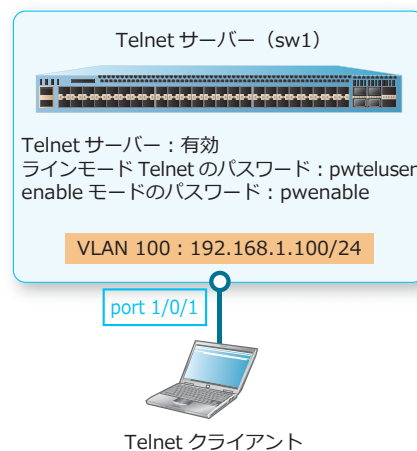 Telnet サーバー（sw1）
Telnet サーバー：有効
ラインモード Telnet のパスワード：pwteluser
enable モードのパスワード：pwenable
VLAN 100：192.168.1.100/24
port 1/0/1
Telnet クライアント